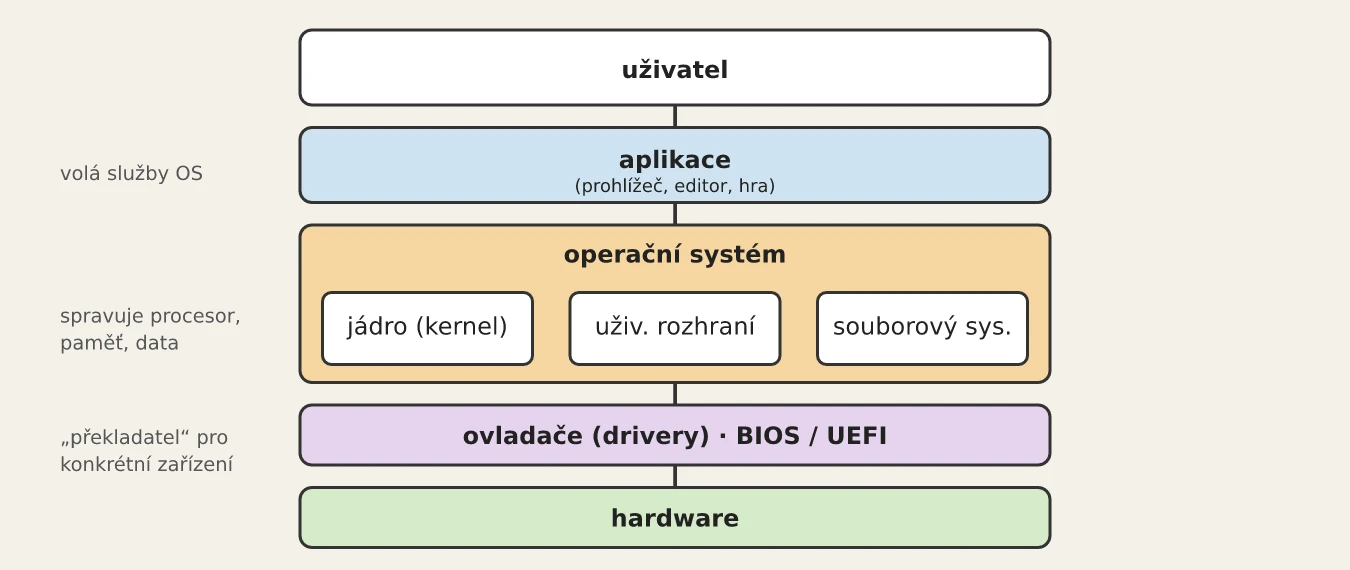 uživatel
aplikace
(prohlížeč, editor, hra)
volá služby OS
operační systém
jádro (kernel)
uživ. rozhraní
souborový sys.
spravuje procesor,
paměť, data
ovladače (drivery) · BIOS / UEFI
„překladatel“ pro
konkrétní zařízení
hardware